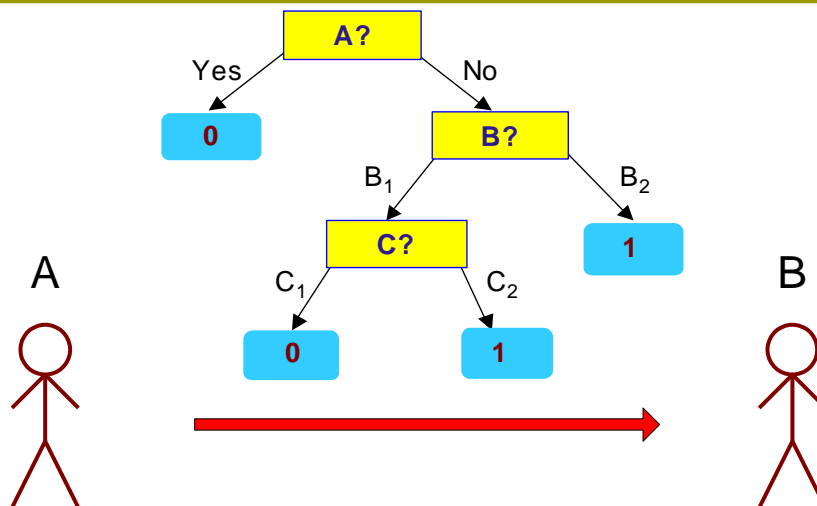 A?
Yes No
0 B?
B₁ B₂
C? 1
A B
C₁ C₂
0 1